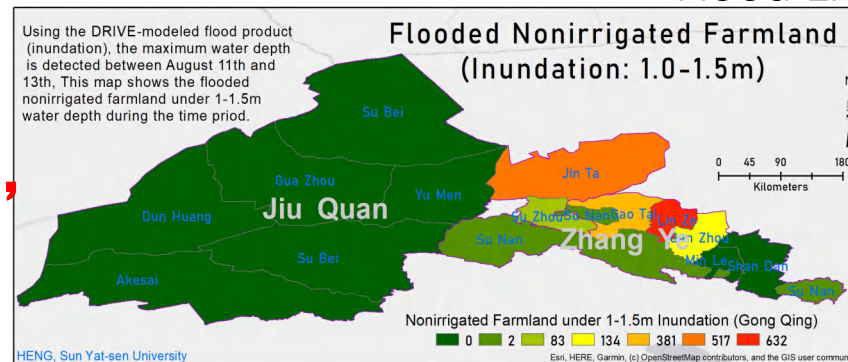 Using the DRIVE-modeled flood product
(inundation), the maximum water depth
is detected between August 11th and
13th, This map shows the flooded
nonirrigated farmland under 1-1.5m
water depth during the time priod.
Flooded Nonirrigated Farmland
(Inundation: 1.0-1.5m)
0 45 90 180
Kilometers
Su Bei
Jin Ta
Gua Zhou
Yu Men
Jiu Quan
Dun Huang
Su Zhou
Su Nan
Gao Tai
Lin Ze
Gan Zhou
Su Nan
Zhang Ye
Su Bei
Min Le
Shan Dan
Akesai
Su Nan
Nonirrigated Farmland under 1-1.5m Inundation (Gong Qing)
0 2 83 134 381 517 632
HENG, Sun Yat-sen University
Esri, HERE, Garmin, (c) OpenStreetMap contributors, and the GIS user